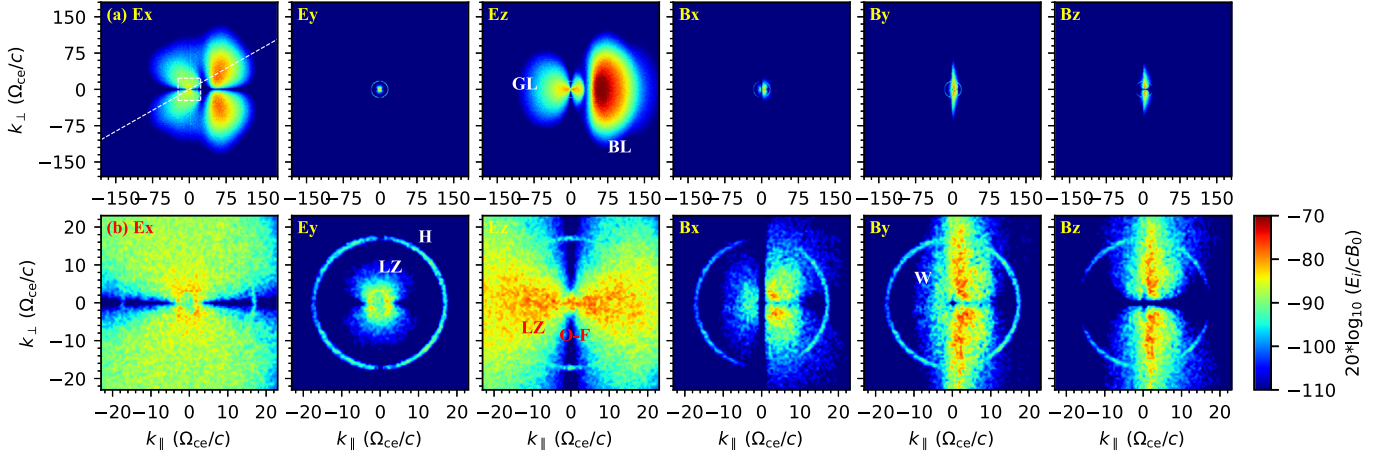 (a) Ex
Ey
Ez
Bx
By
Bz
GL
BL
k⊥ (Ωce/c)
150
75
0
−75
−150
−150 −75 0 75 150
−150 −75 0 75 150
−150 −75 0 75 150
−150 −75 0 75 150
−150 −75 0 75 150
−150 −75 0 75 150
(b) Ex
Ey
Ez
Bx
By
Bz
H
LZ
LZ
O-F
W
k⊥ (Ωce/c)
20
10
0
−10
−20
−20 −10 0 10 20
−20 −10 0 10 20
−20 −10 0 10 20
−20 −10 0 10 20
−20 −10 0 10 20
−20 −10 0 10 20
k∥ (Ωce/c)
k∥ (Ωce/c)
k∥ (Ωce/c)
k∥ (Ωce/c)
k∥ (Ωce/c)
k∥ (Ωce/c)
−70
−80
−90
−100
−110
20*log10 (Ei/cB0)